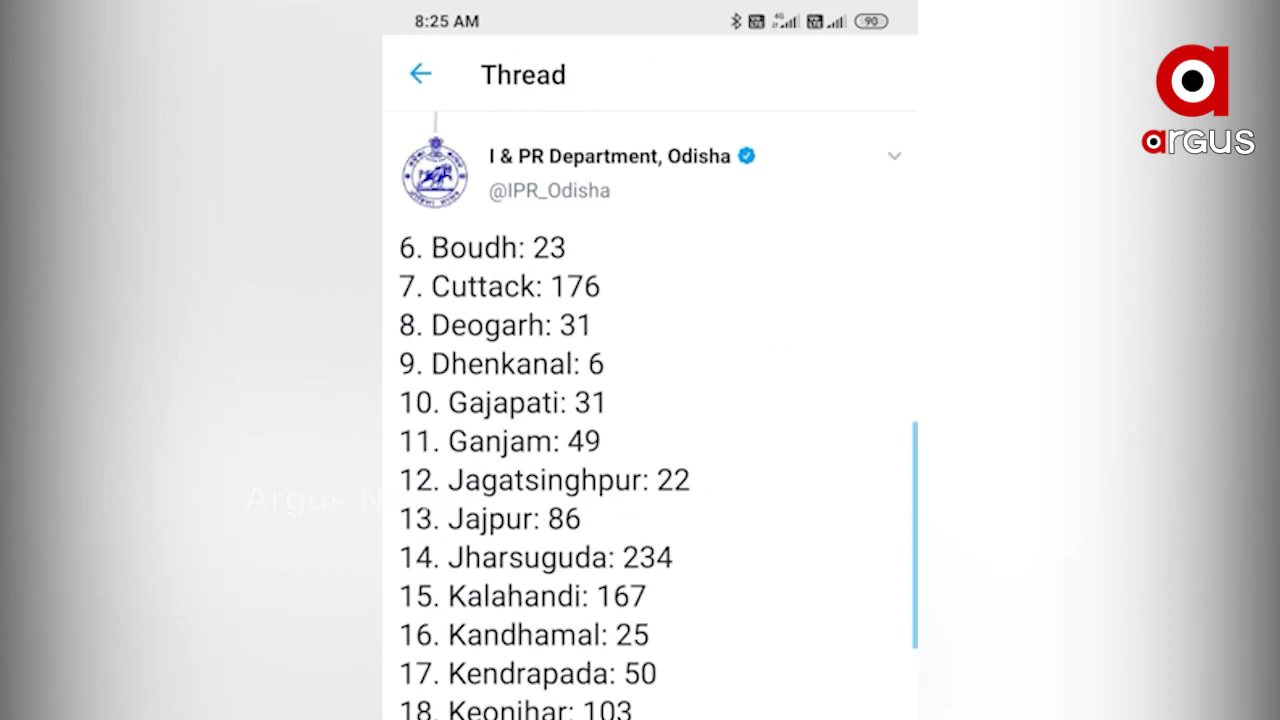 8:25 AM
90
Thread
I & PR Department, Odisha
@IPR_Odisha
argus
6. Boudh: 23
7. Cuttack: 176
8. Deogarh: 31
9. Dhenkanal: 6
10. Gajapati: 31
11. Ganjam: 49
12. Jagatsinghpur: 22
13. Jajpur: 86
14. Jharsuguda: 234
15. Kalahandi: 167
16. Kandhamal: 25
17. Kendrapada: 50
18. Keonjhar: 103
Argus